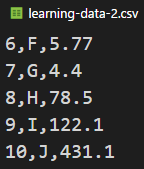 learning-data-2.csv
6,F,5.77
7,G,4.4
8,H,78.5
9,I,122.1
10,J,431.1